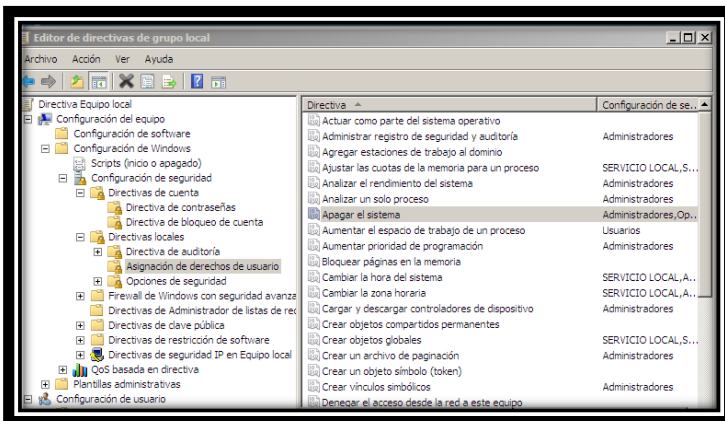 Editor de directivas de grupo local
Archivo Acción Ver Ayuda
Directiva Equipo local
Configuración del equipo
Configuración de software
Configuración de Windows
Scripts (inicio o apagado)
Configuración de seguridad
Directivas de cuenta
Directiva de contraseñas
Directiva de bloqueo de cuenta
Directivas locales
Directiva de auditoría
Asignación de derechos de usuario
Opciones de seguridad
Firewall de Windows con seguridad avanza
Directivas de Administrador de listas de red
Directivas de clave pública
Directivas de restricción de software
Directivas de seguridad IP en Equipo local
QoS basada en directiva
Plantillas administrativas
Configuración de usuario
Directiva Configuración de se...
Actuar como parte del sistema operativo
Administrar registro de seguridad y auditoría Administradores
Agregar estaciones de trabajo al dominio
Ajustar las cuotas de la memoria para un proceso SERVICIO LOCAL,S...
Analizar el rendimiento del sistema Administradores
Analizar un solo proceso Administradores
Apagar el sistema Administradores,Op...
Aumentar el espacio de trabajo de un proceso Usuarios
Aumentar prioridad de programación Administradores
Bloquear páginas en la memoria
Cambiar la hora del sistema SERVICIO LOCAL,A...
Cambiar la zona horaria SERVICIO LOCAL,A...
Cargar y descargar controladores de dispositivo Administradores
Crear objetos compartidos permanentes
Crear objetos globales SERVICIO LOCAL,S...
Crear un archivo de paginación Administradores
Crear un objeto símbolo (token)
Crear vínculos simbólicos Administradores
Denegar el acceso desde la red a este equipo